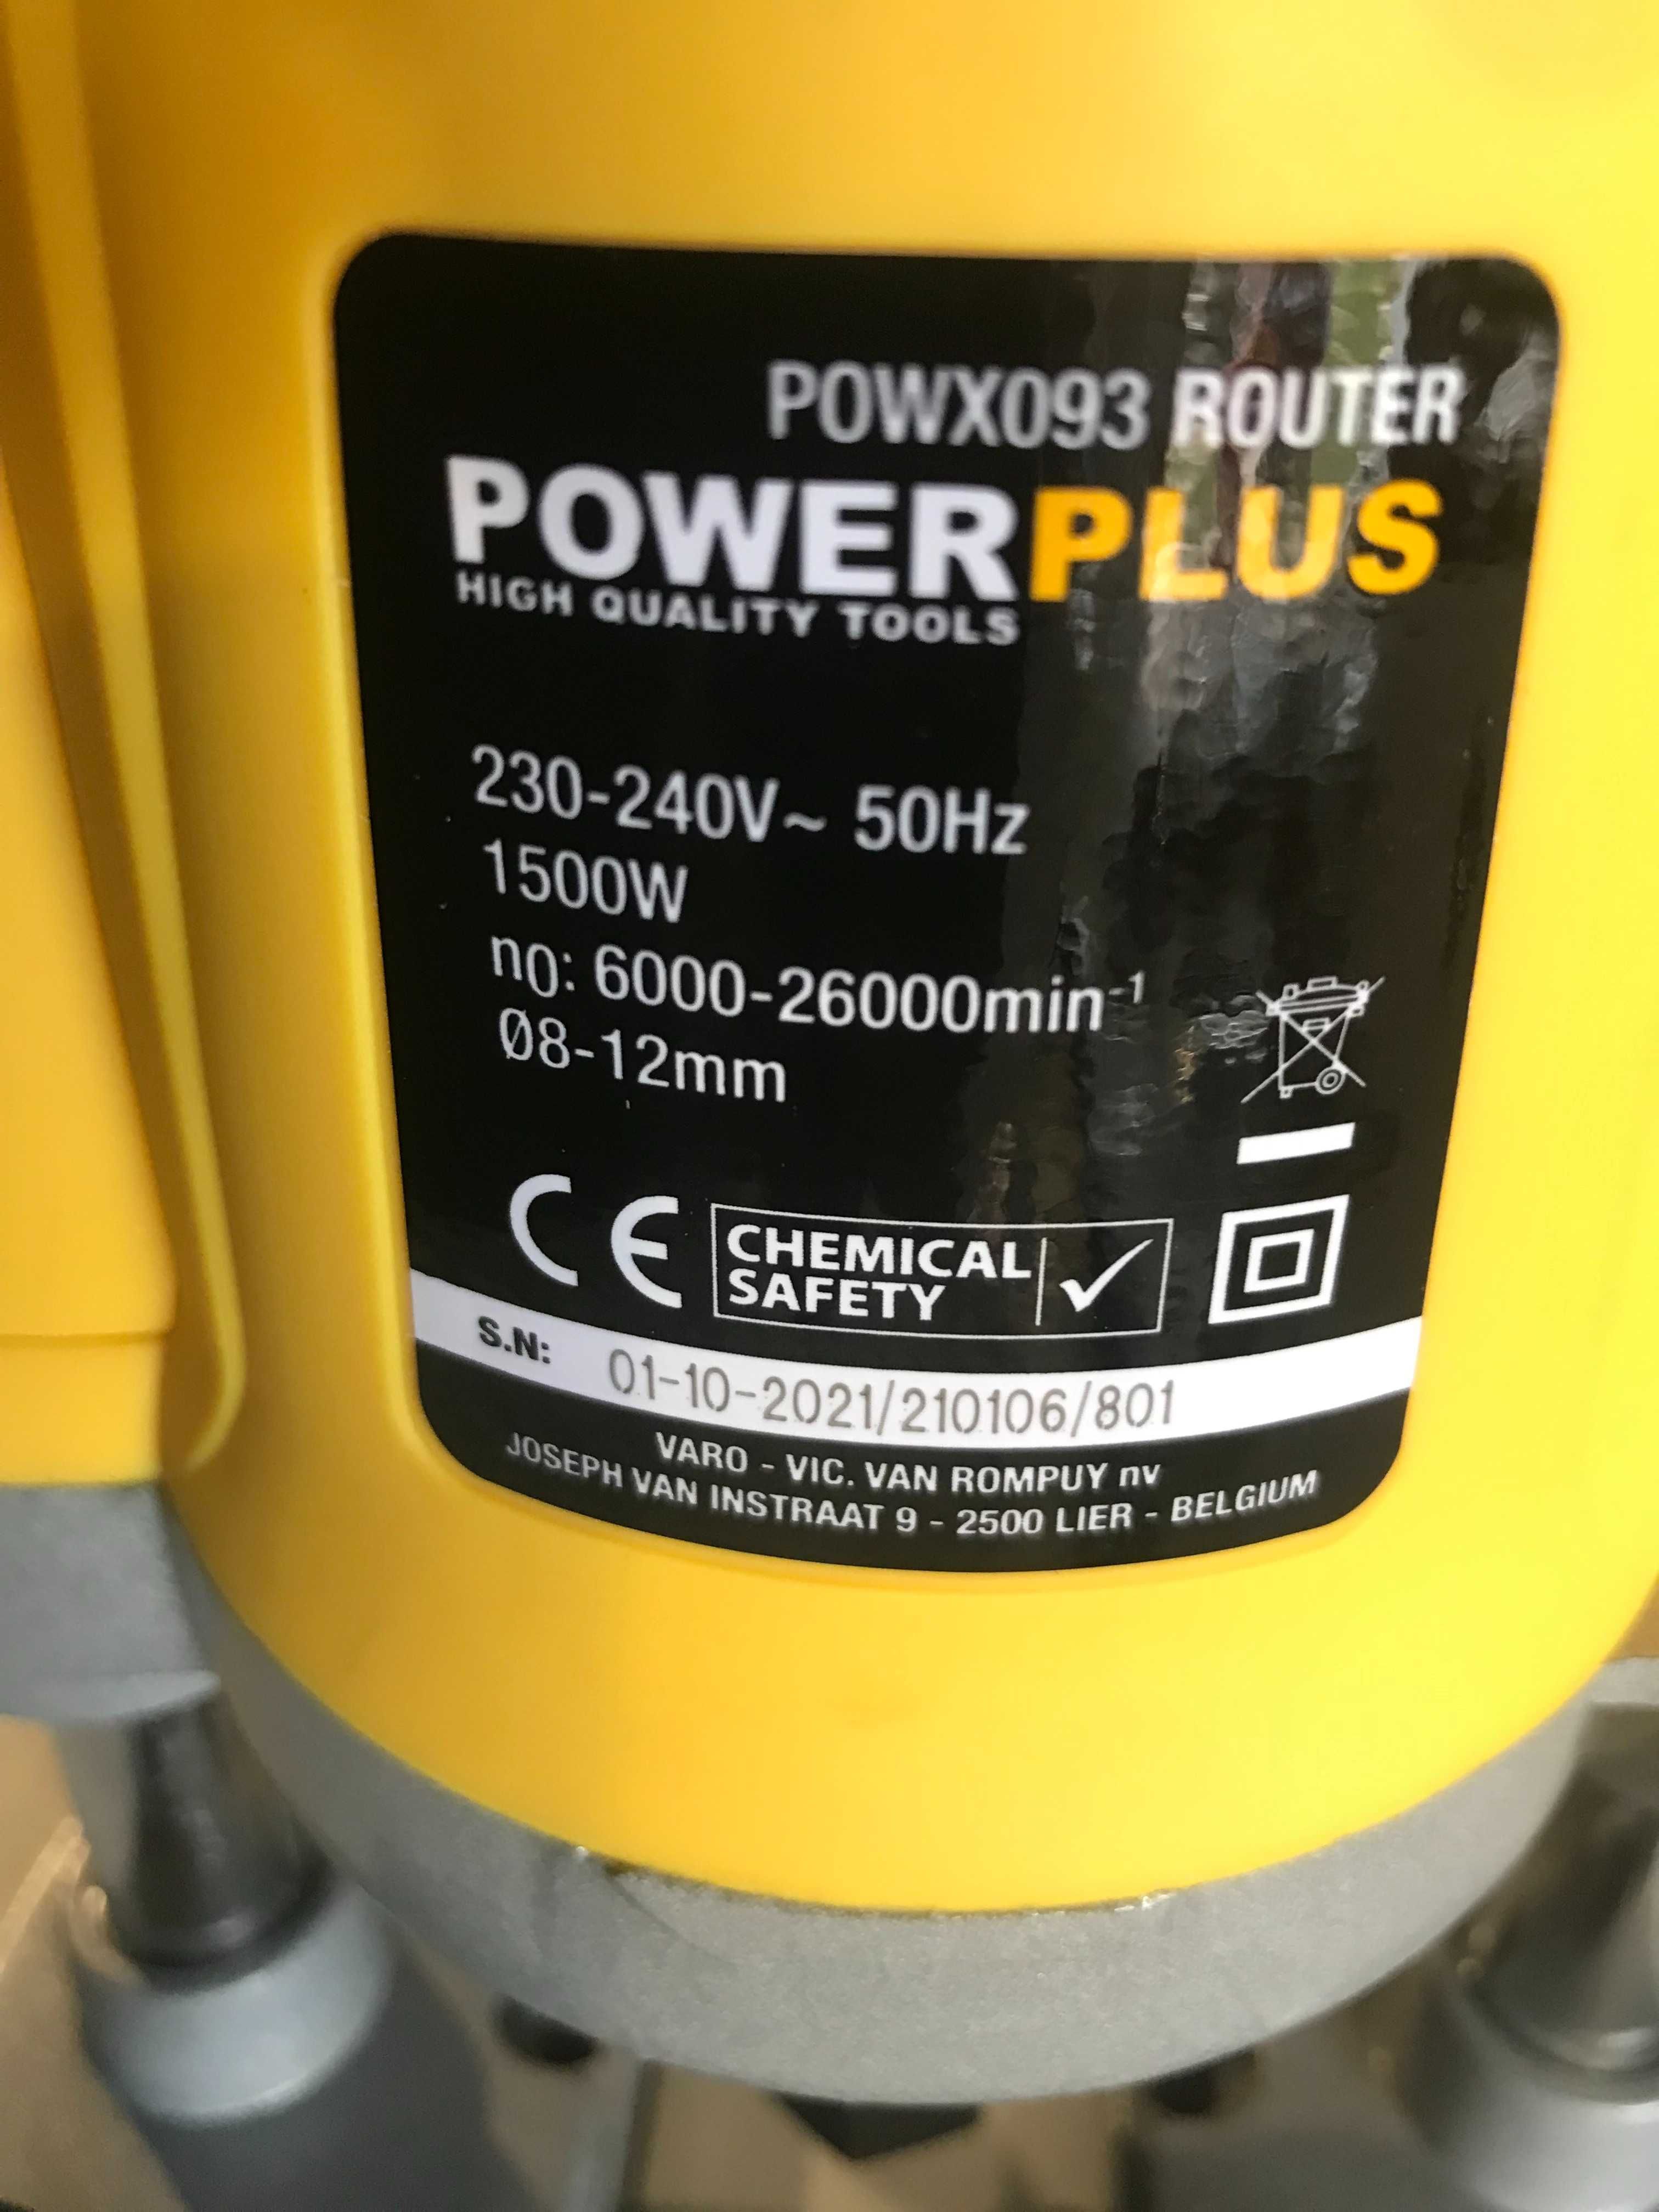 POWX093 ROUTER
POWERPLUS
HIGH QUALITY TOOLS
230-240V~ 50Hz
1500W
n0: 6000-26000min-1
Ø8-12mm
CE CHEMICAL
SAFETY
S.N: 01-10-2021/210106/801
VARO - VIC. VAN ROMPUY nv
JOSEPH VAN INSTRAAT 9 - 2500 LIER - BELGIUM